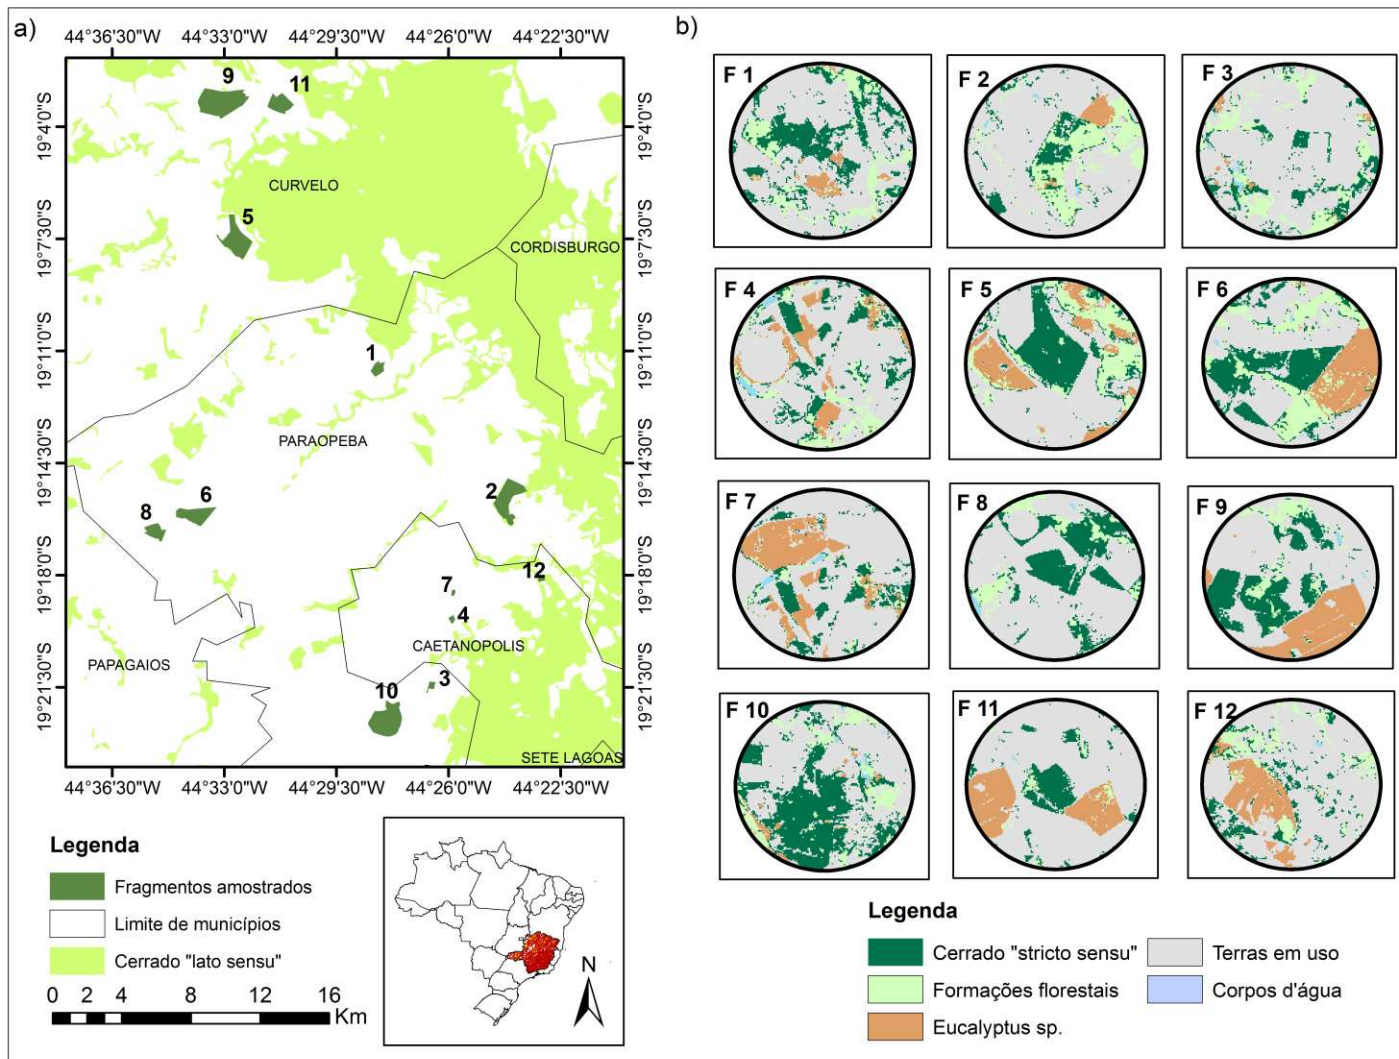 a)
44°36'30"W 44°33'0"W 44°29'30"W 44°26'0"W 44°22'30"W
9
11
19°4'0"S
19°4'0"S
CURVELO
5
19°7'30"S
19°7'30"S
CORDISBURGO
19°11'0"S
19°11'0"S
1
PARAOPEBA
19°14'30"S
19°14'30"S
2
6
8
19°18'0"S
19°18'0"S
12
7
4
CAETANOPOLIS
PAPAGAIOS
19°21'30"S
19°21'30"S
3
10
SETE LAGOAS
44°36'30"W 44°33'0"W 44°29'30"W 44°26'0"W 44°22'30"W
Legenda
Fragmentos amostrados
Limite de municípios
Cerrado "lato sensu"
0 2 4 8 12 16
Km
N
b)
F 1
F 2
F 3
F 4
F 5
F 6
F 7
F 8
F 9
F 10
F 11
F 12
Legenda
Cerrado "stricto sensu"
Terras em uso
Formações florestais
Corpos d'água
Eucalyptus sp.